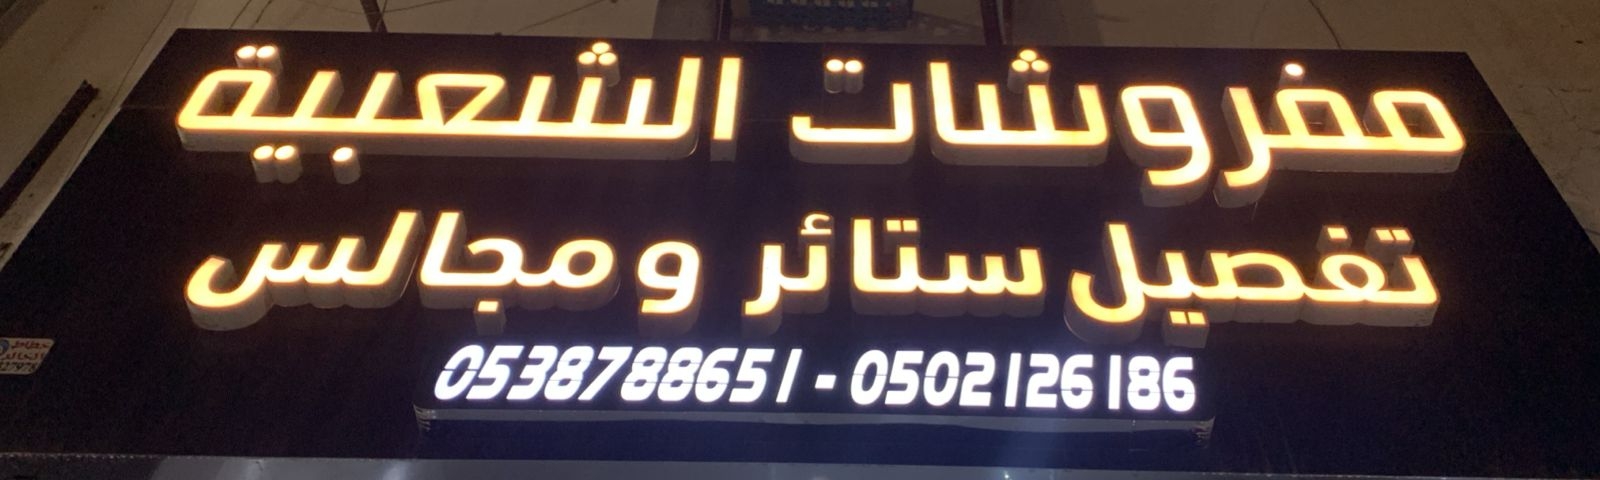 مفروشات الشعبية
تفصيل ستائر ومجالس
0538788651 - 0502126186